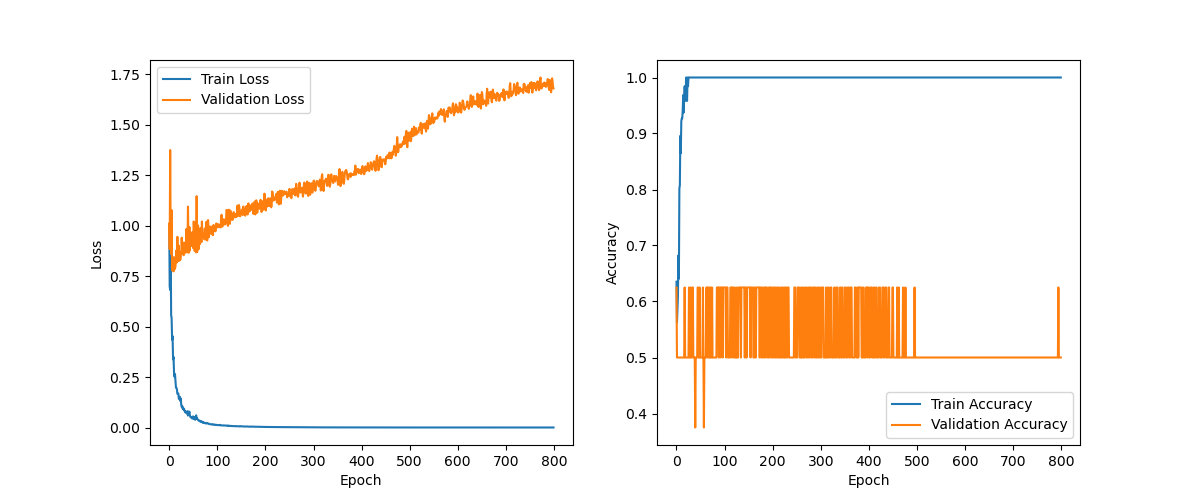 Train Loss
Validation Loss
1.75
1.50
1.25
1.00
0.75
0.50
0.25
0.00
Loss
0 100 200 300 400 500 600 700 800
Epoch
1.0
0.9
0.8
0.7
0.6
0.5
0.4
Accuracy
Train Accuracy
Validation Accuracy
0 100 200 300 400 500 600 700 800
Epoch